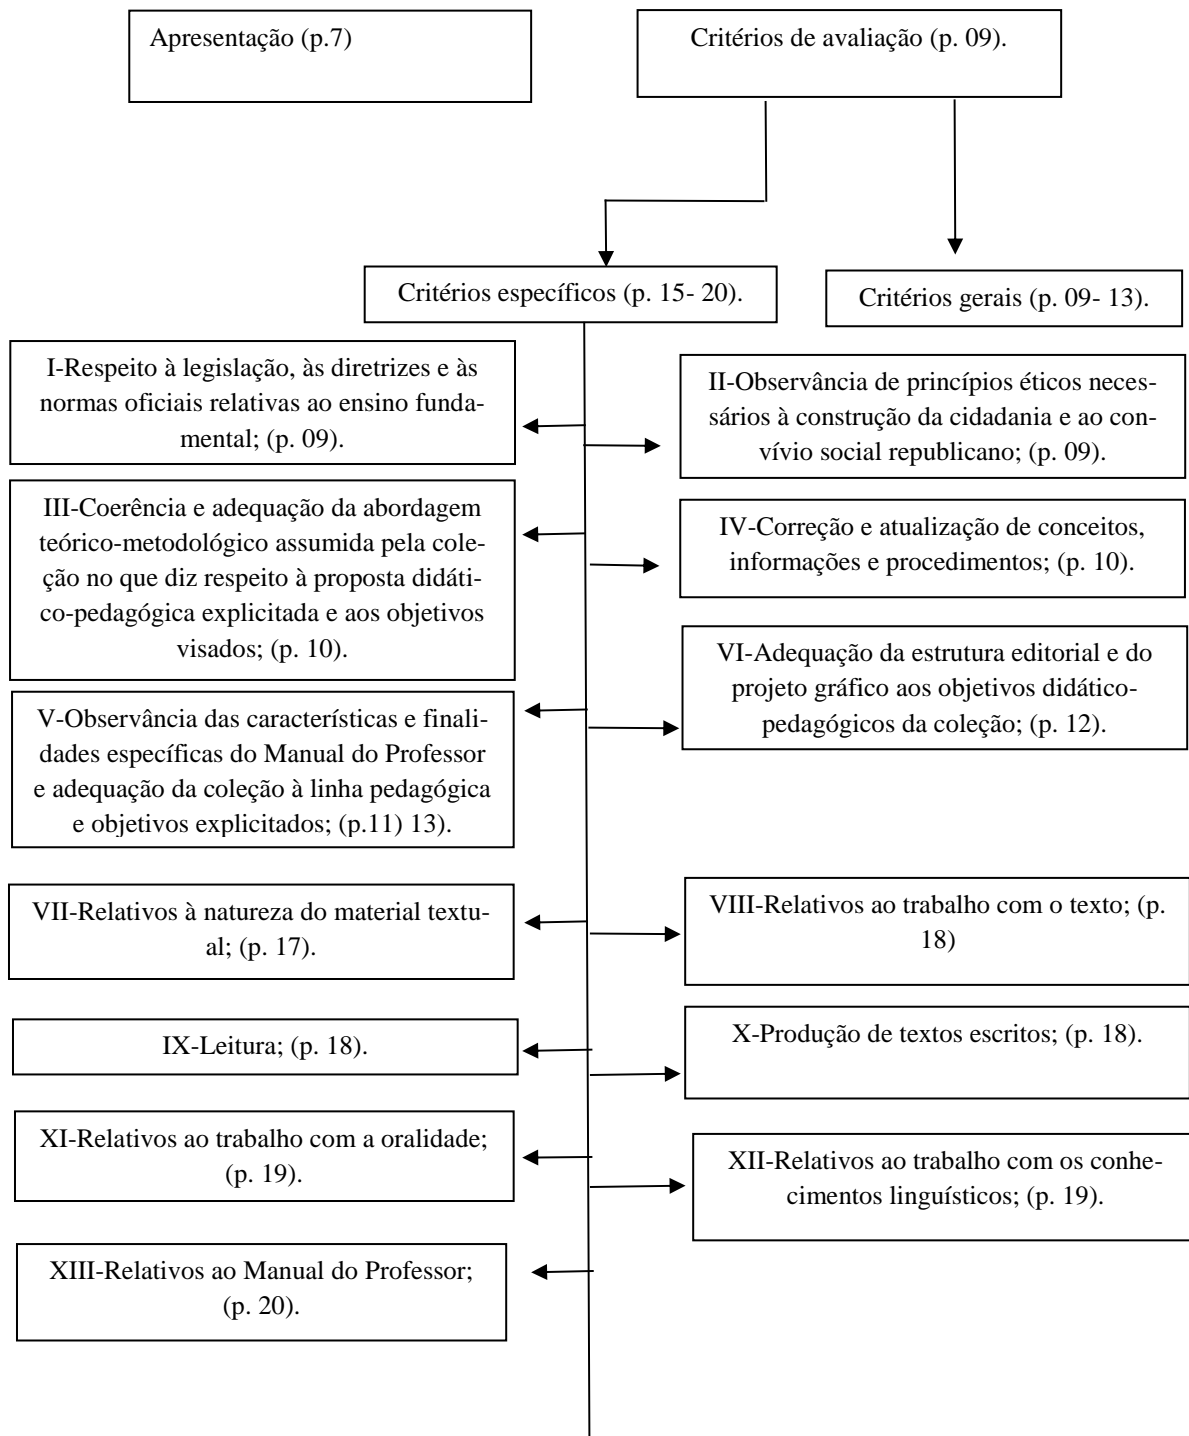 Apresentação (p.7)
Critérios de avaliação (p. 09).
Critérios específicos (p. 15- 20).
Critérios gerais (p. 09- 13).
I-Respeito à legislação, às diretrizes e às
normas oficiais relativas ao ensino funda-
mental; (p. 09).
II-Observância de princípios éticos neces-
sários à construção da cidadania e ao con-
vívio social republicano; (p. 09).
III-Coerência e adequação da abordagem
teórico-metodológico assumida pela cole-
ção no que diz respeito à proposta didáti-
co-pedagógica explicitada e aos objetivos
visados; (p. 10).
IV-Correção e atualização de conceitos,
informações e procedimentos; (p. 10).
V-Observância das características e finali-
dades específicas do Manual do Professor
e adequação da coleção à linha pedagógica
e objetivos explicitados; (p.11) 13).
VI-Adequação da estrutura editorial e do
projeto gráfico aos objetivos didático-
pedagógicos da coleção; (p. 12).
VII-Relativos à natureza do material textu-
al; (p. 17).
VIII-Relativos ao trabalho com o texto; (p.
18)
IX-Leitura; (p. 18).
X-Produção de textos escritos; (p. 18).
XI-Relativos ao trabalho com a oralidade;
(p. 19).
XII-Relativos ao trabalho com os conhe-
cimentos linguísticos; (p. 19).
XIII-Relativos ao Manual do Professor;
(p. 20).